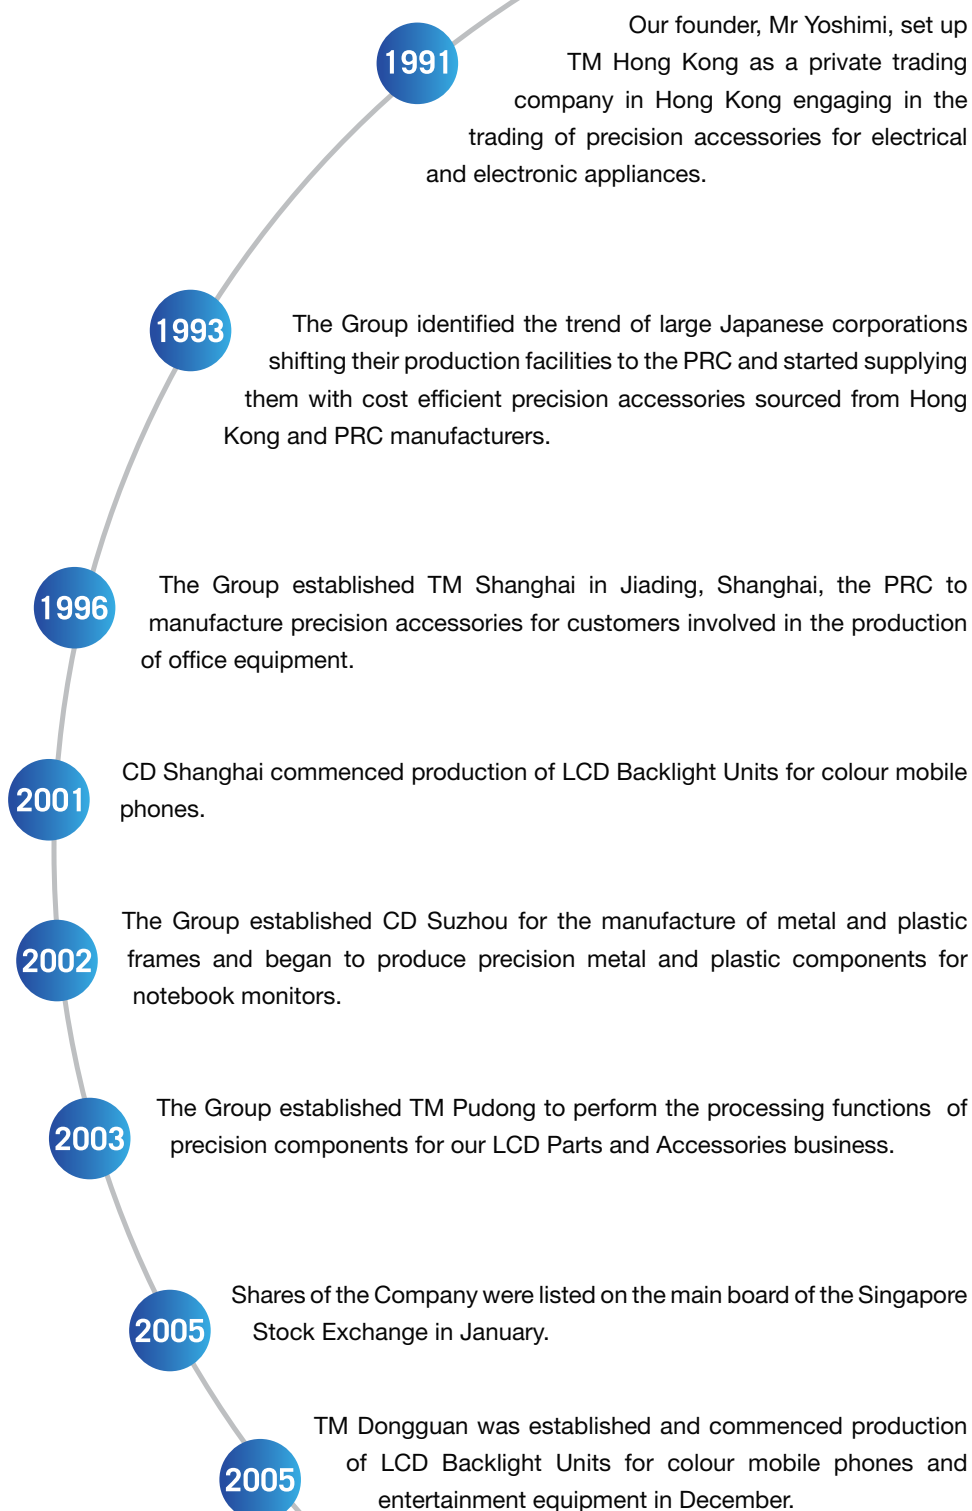 1991
Our founder, Mr Yoshimi, set up
TM Hong Kong as a private trading
company in Hong Kong engaging in the
trading of precision accessories for electrical
and electronic appliances.
1993
The Group identified the trend of large Japanese corporations
shifting their production facilities to the PRC and started supplying
them with cost efficient precision accessories sourced from Hong
Kong and PRC manufacturers.
1996
The Group established TM Shanghai in Jiading, Shanghai, the PRC to
manufacture precision accessories for customers involved in the production
of office equipment.
2001
CD Shanghai commenced production of LCD Backlight Units for colour mobile
phones.
2002
The Group established CD Suzhou for the manufacture of metal and plastic
frames and began to produce precision metal and plastic components for
notebook monitors.
2003
The Group established TM Pudong to perform the processing functions of
precision components for our LCD Parts and Accessories business.
2005
Shares of the Company were listed on the main board of the Singapore
Stock Exchange in January.
2005
TM Dongguan was established and commenced production
of LCD Backlight Units for colour mobile phones and
entertainment equipment in December.